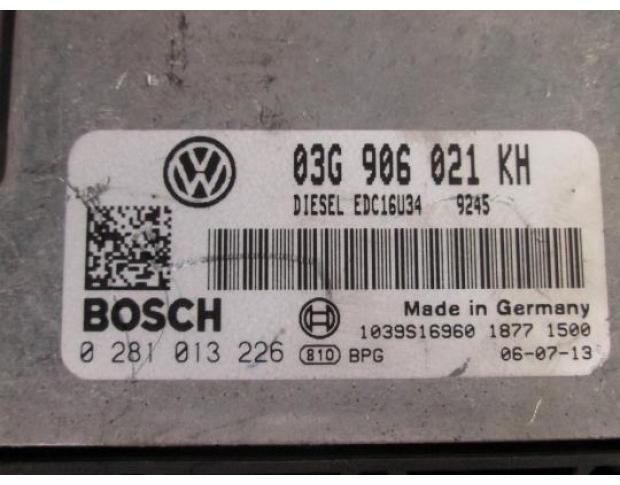 03G 906 021 KH
DIESEL EDC16U34 9245
BOSCH
Made in Germany
1039S16960 1877 1500
0 281 013 226 810 BPG 06-07-13